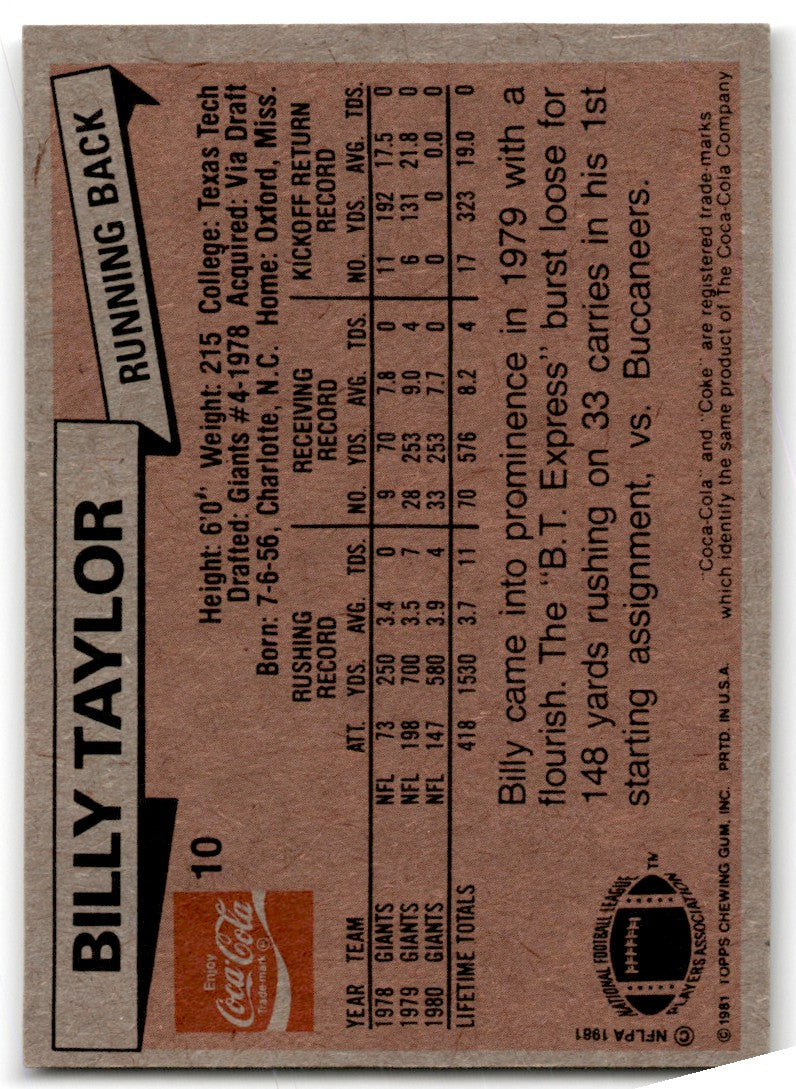 BILLY TAYLOR
RUNNING BACK
Enjoy
Coca-Cola
Trademark ®
10
Height: 6'0" Weight: 215 College: Texas Tech
Drafted: Giants #4-1978 Acquired: Via Draft
Born: 7-6-56, Charlotte, N.C. Home: Oxford, Miss.
RUSHING RECORD RECEIVING RECORD KICKOFF RETURN RECORD
YEAR TEAM ATT. YDS. AVG. TDS. NO. YDS. AVG. TDS. NO. YDS. AVG. TDS.
1978 GIANTS NFL 73 250 3.4 0 9 70 7.8 0 11 192 17.5 0
1979 GIANTS NFL 198 700 3.5 7 28 253 9.0 4 6 131 21.8 0
1980 GIANTS NFL 147 580 3.9 4 33 253 7.7 0 0 0 0.0 0
LIFETIME TOTALS 418 1530 3.7 11 70 576 8.2 4 17 323 19.0 0
Billy came into prominence in 1979 with a
flourish. The "B.T. Express" burst loose for
148 yards rushing on 33 carries in his 1st
starting assignment, vs. Buccaneers.
NATIONAL FOOTBALL LEAGUE
PLAYERS ASSOCIATION
TM
© NFLPA 1981
"Coca-Cola" and "Coke" are registered trade-marks
which identify the same product of The Coca-Cola Company
© 1981 TOPPS CHEWING GUM, INC. PRTD. IN U.S.A.